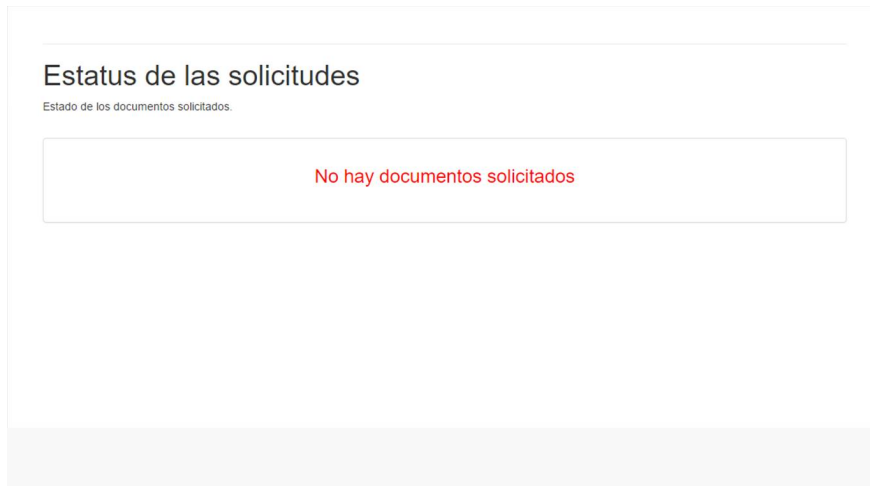 Estatus de las solicitudes
Estado de los documentos solicitados.
No hay documentos solicitados